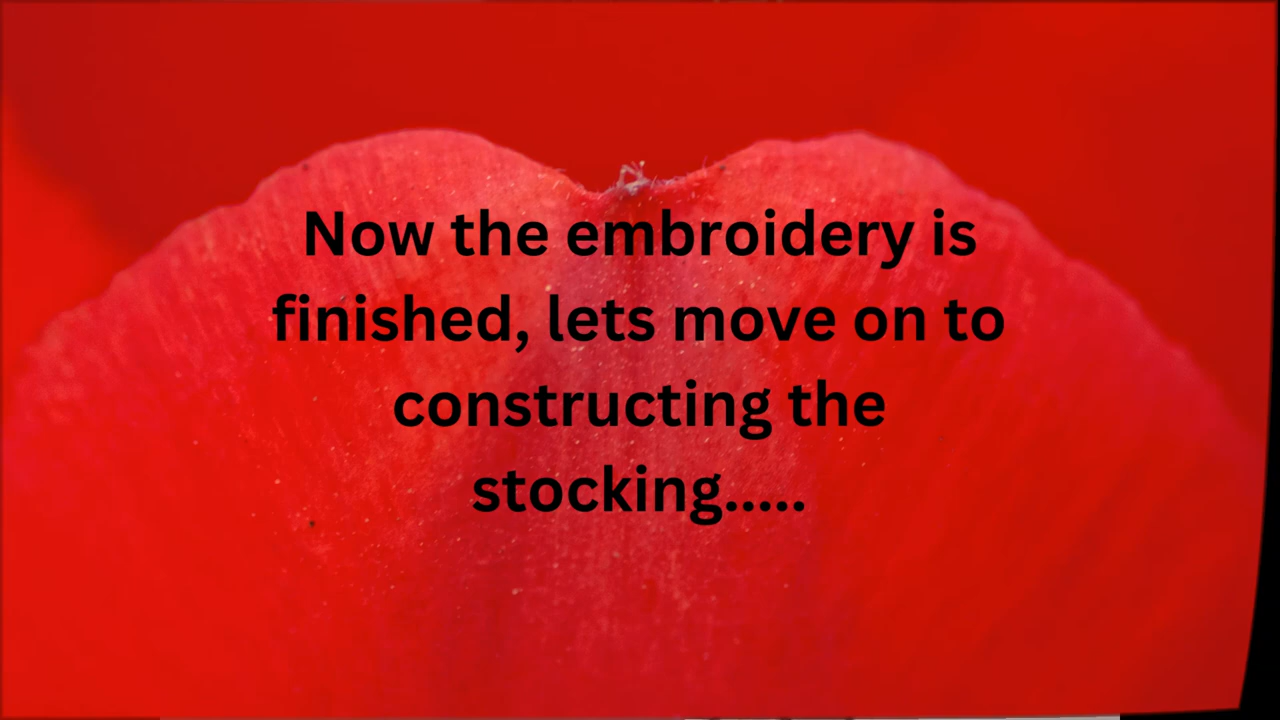 Now the embroidery is
finished, lets move on to
constructing the
stocking.....